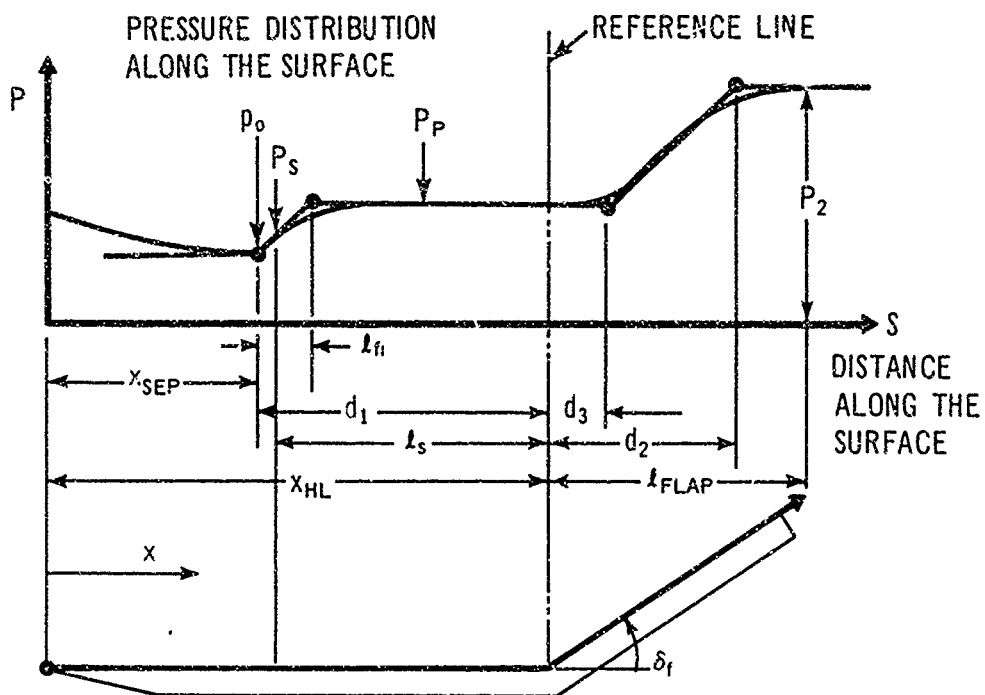 PRESSURE DISTRIBUTION
ALONG THE SURFACE
REFERENCE LINE
P
p₀
P_S
P_P
P₂
S
ℓ_fi
X_SEP
DISTANCE
ALONG THE
SURFACE
d₁
d₃
ℓ_s
d₂
X_HL
ℓ_FLAP
x
δ_f